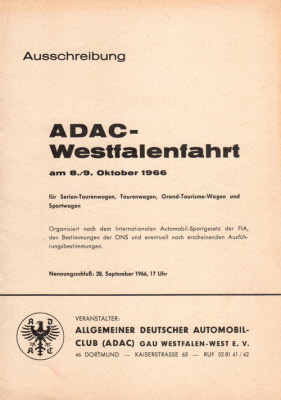 Ausschreibung
ADAC-
Westfalenfahrt
am 8./9. Oktober 1966
für Serien-Tourenwagen, Tourenwagen, Grand-Tourisme-Wagen und
Sportwagen
Organisiert nach dem Internationalen Automobil-Sportgesetz der FIA,
den Bestimmungen der ONS und eventuell noch erscheinenden Ausfüh-
rungsbestimmungen.
Nennungsschluß: 28. September 1966, 17 Uhr
VERANSTALTER:
ALLGEMEINER DEUTSCHER AUTOMOBIL-
CLUB (ADAC) GAU WESTFALEN-WEST E. V.
46 DORTMUND — KAISERSTRASSE 63 — RUF 52 81 41 / 42
A D
A C